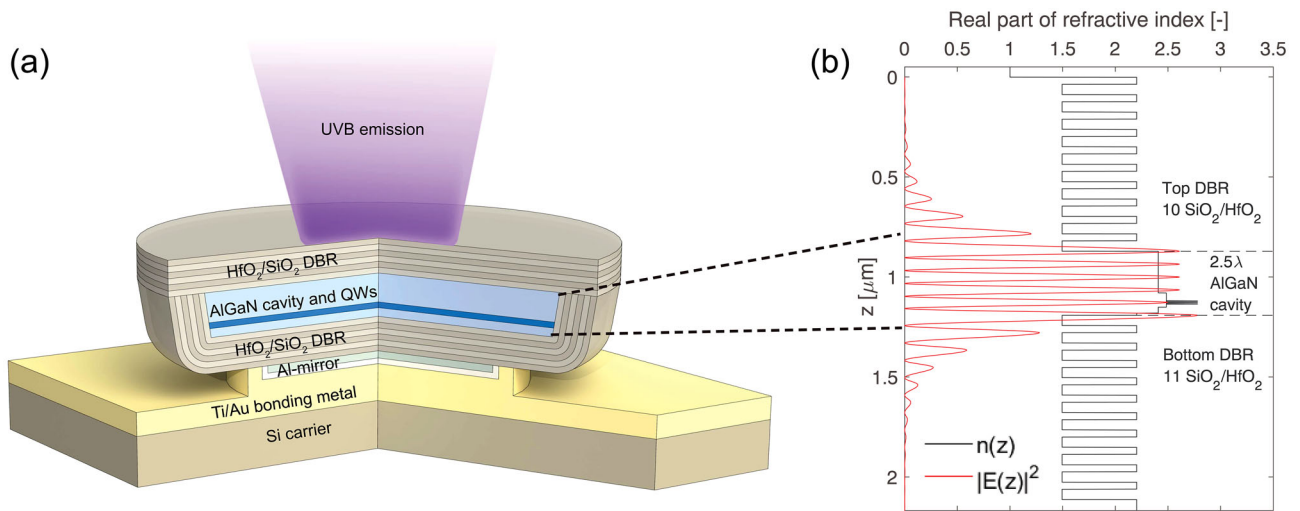 (a)
UVB emission
HfO₂/SiO₂ DBR
AlGaN cavity and QWs
HfO₂/SiO₂ DBR
Al-mirror
Ti/Au bonding metal
Si carrier
(b)
Real part of refractive index [-]
0 0.5 1 1.5 2 2.5 3 3.5
0
0.5
1
1.5
2
z [μm]
Top DBR
10 SiO₂/HfO₂
2.5λ
AlGaN
cavity
Bottom DBR
11 SiO₂/HfO₂
n(z)
|E(z)|²